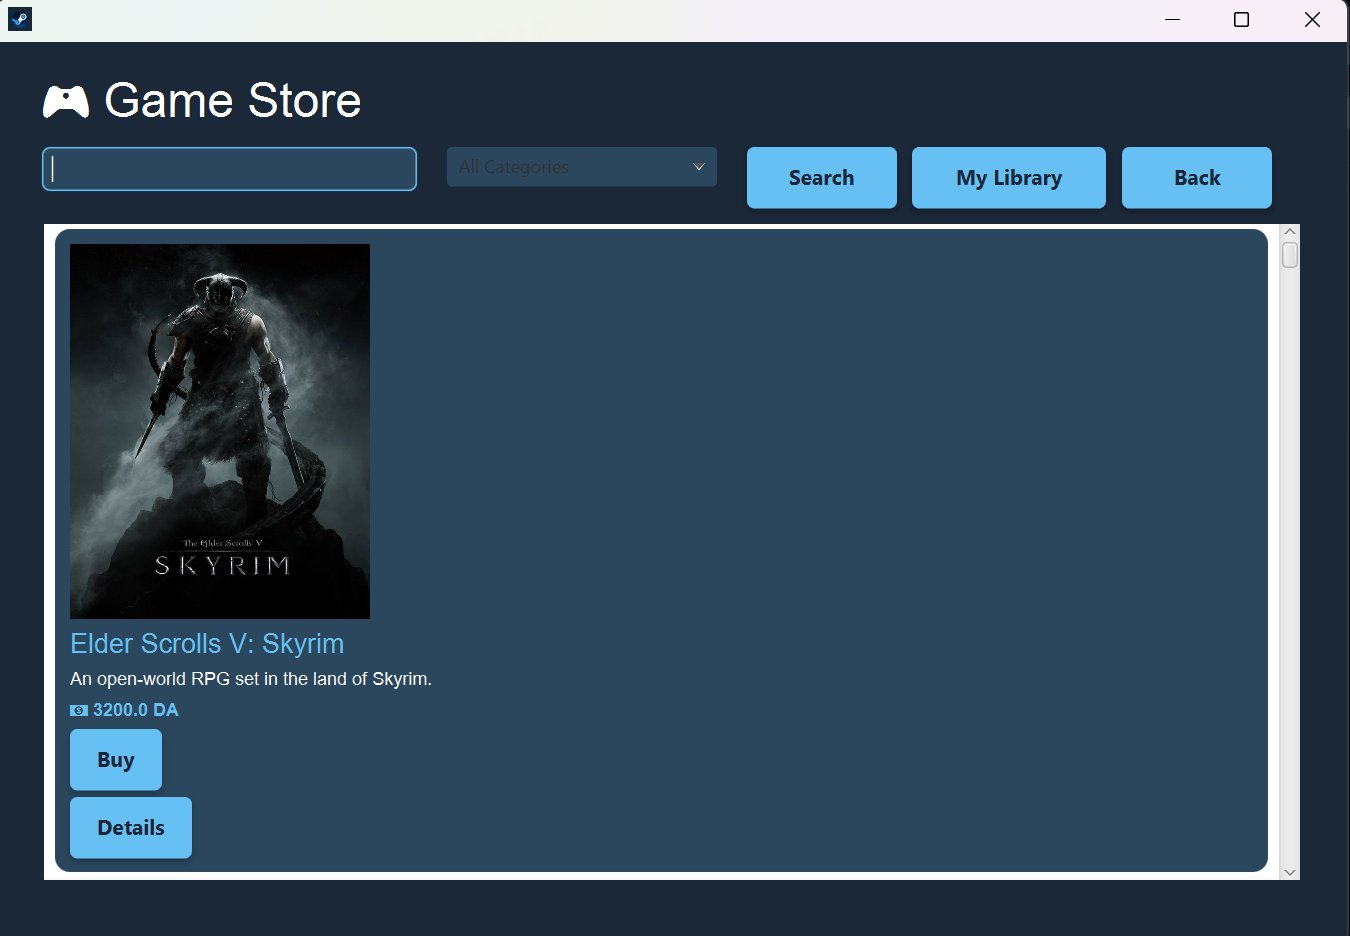 Game Store
All Categories
Search
My Library
Back
The Elder Scrolls V
SKYRIM
Elder Scrolls V: Skyrim
An open-world RPG set in the land of Skyrim.
3200.0 DA
Buy
Details